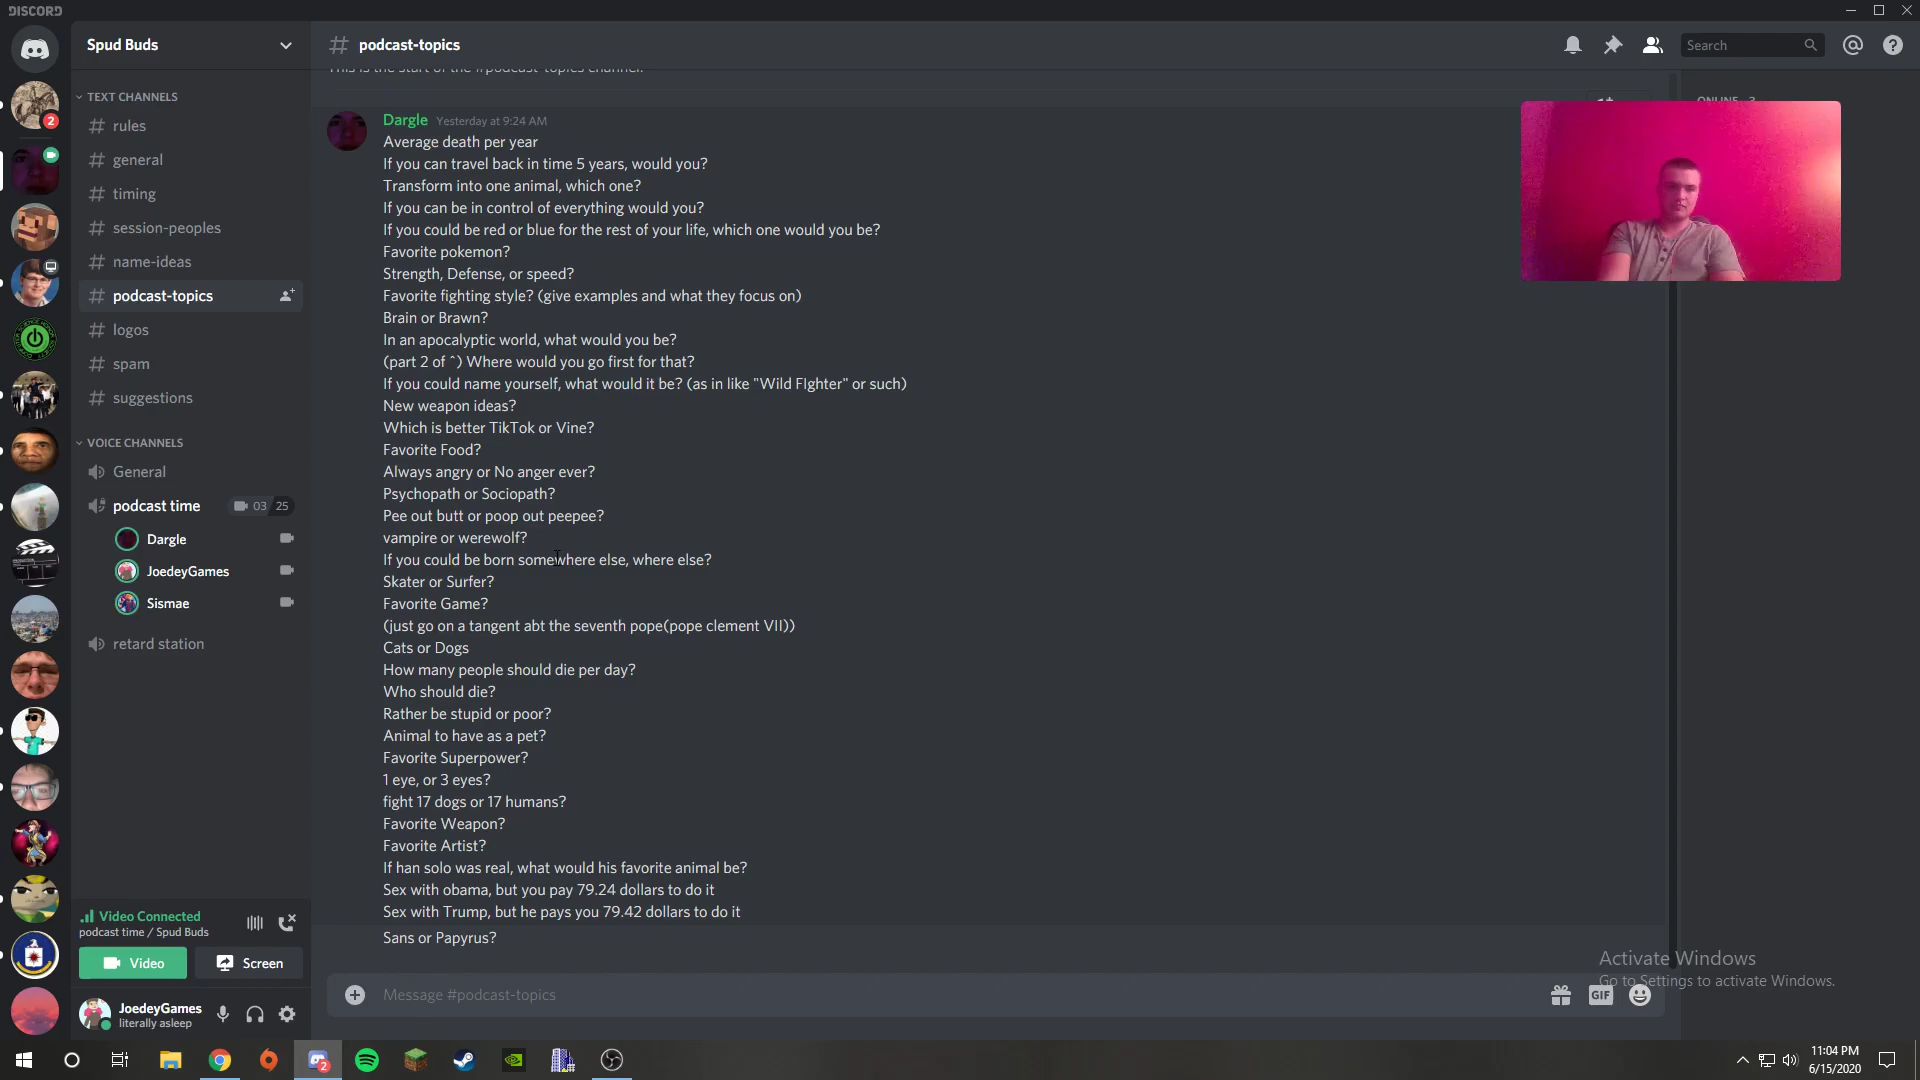 DISCORD
Spud Buds
podcast-topics
Search
This is the start of the #podcast-topics channel.
TEXT CHANNELS
rules
general
timing
session-peoples
name-ideas
podcast-topics
logos
spam
suggestions
VOICE CHANNELS
General
podcast time 03 25
Dargle
JoedeyGames
Sismae
retard station
Video Connected
podcast time / Spud Buds
Video Screen
JoedeyGames
literally asleep
2
Dargle Yesterday at 9:24 AM
Average death per year
If you can travel back in time 5 years, would you?
Transform into one animal, which one?
If you can be in control of everything would you?
If you could be red or blue for the rest of your life, which one would you be?
Favorite pokemon?
Strength, Defense, or speed?
Favorite fighting style? (give examples and what they focus on)
Brain or Brawn?
In an apocalyptic world, what would you be?
(part 2 of ^) Where would you go first for that?
If you could name yourself, what would it be? (as in like "Wild FIghter" or such)
New weapon ideas?
Which is better TikTok or Vine?
Favorite Food?
Always angry or No anger ever?
Psychopath or Sociopath?
Pee out butt or poop out peepee?
vampire or werewolf?
If you could be born somewhere else, where else?
Skater or Surfer?
Favorite Game?
(just go on a tangent abt the seventh pope(pope clement VII))
Cats or Dogs
How many people should die per day?
Who should die?
Rather be stupid or poor?
Animal to have as a pet?
Favorite Superpower?
1 eye, or 3 eyes?
fight 17 dogs or 17 humans?
Favorite Weapon?
Favorite Artist?
If han solo was real, what would his favorite animal be?
Sex with obama, but you pay 79.24 dollars to do it
Sex with Trump, but he pays you 79.42 dollars to do it
Sans or Papyrus?
Message #podcast-topics
GIF
Activate Windows
Go to Settings to activate Windows.
2
11:04 PM
6/15/2020